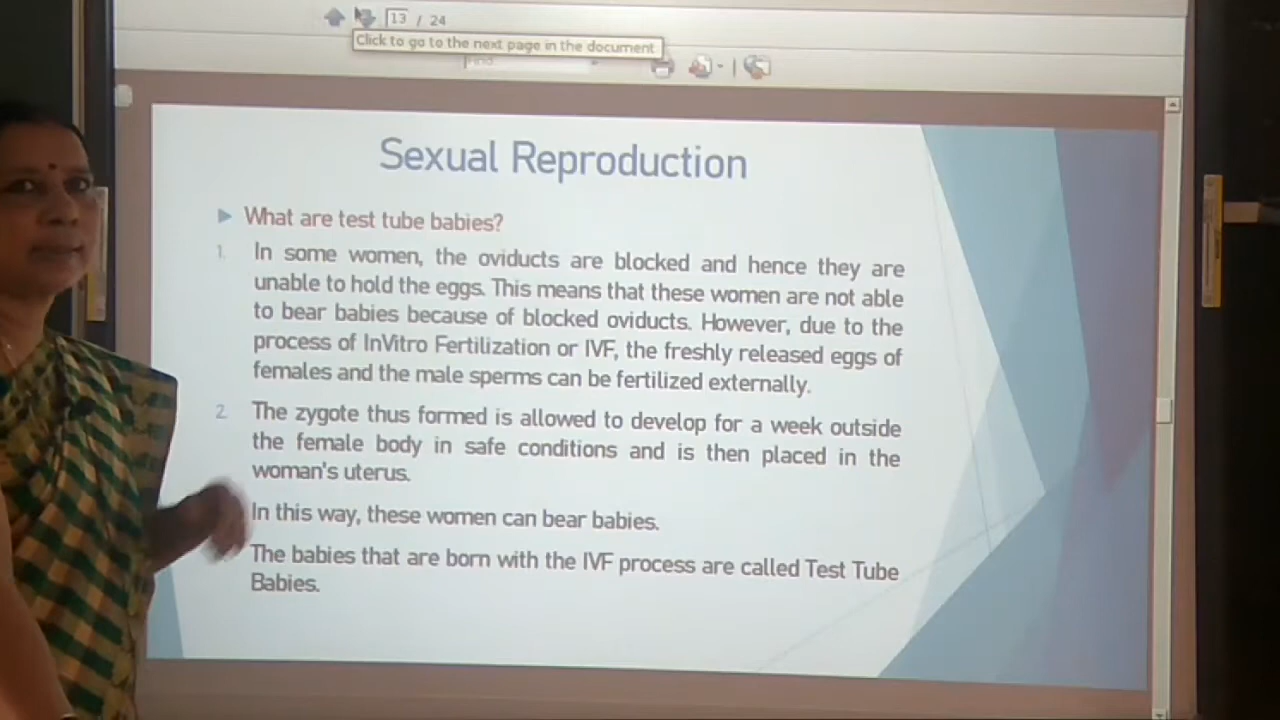 13 / 24
Click to go to the next page in the document
Find
Sexual Reproduction
What are test tube babies?
1. In some women, the oviducts are blocked and hence they are
unable to hold the eggs. This means that these women are not able
to bear babies because of blocked oviducts. However, due to the
process of InVitro Fertilization or IVF, the freshly released eggs of
females and the male sperms can be fertilized externally.
2. The zygote thus formed is allowed to develop for a week outside
the female body in safe conditions and is then placed in the
woman's uterus.
In this way, these women can bear babies.
The babies that are born with the IVF process are called Test Tube
Babies.